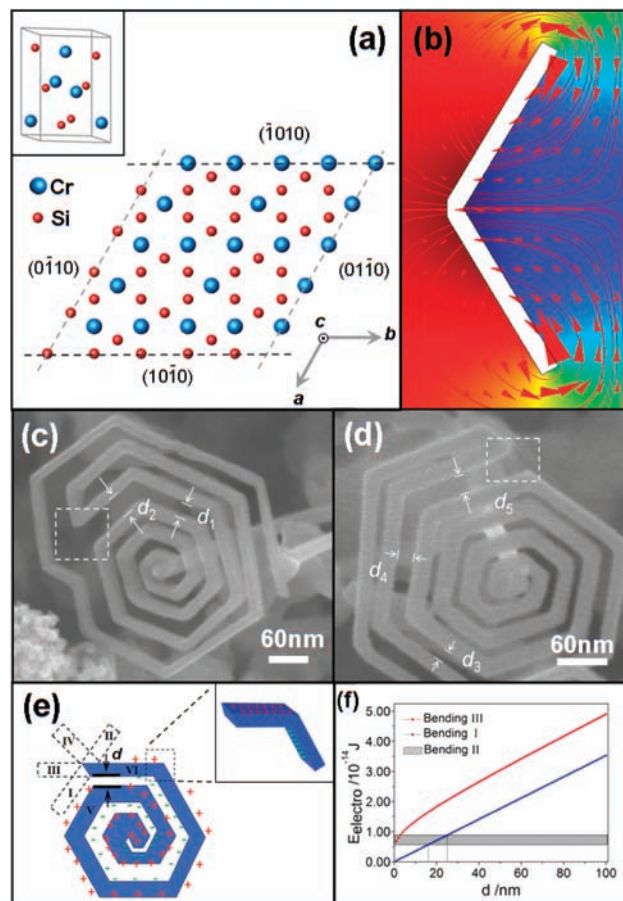 (a)
(b)
(1̄010)
Cr
Si
(01̄10)
(011̄0)
c
b
a
(101̄0)
(c)
(d)
d2
d1
d5
d4
d3
60nm
60nm
(e)
II
IV
d
III
VI
I
V
(f)
Bending III
Bending I
Bending II
Eelectro /10⁻¹⁴ J
5.00
4.00
3.00
2.00
1.00
0.00
0 20 40 60 80 100
d /nm